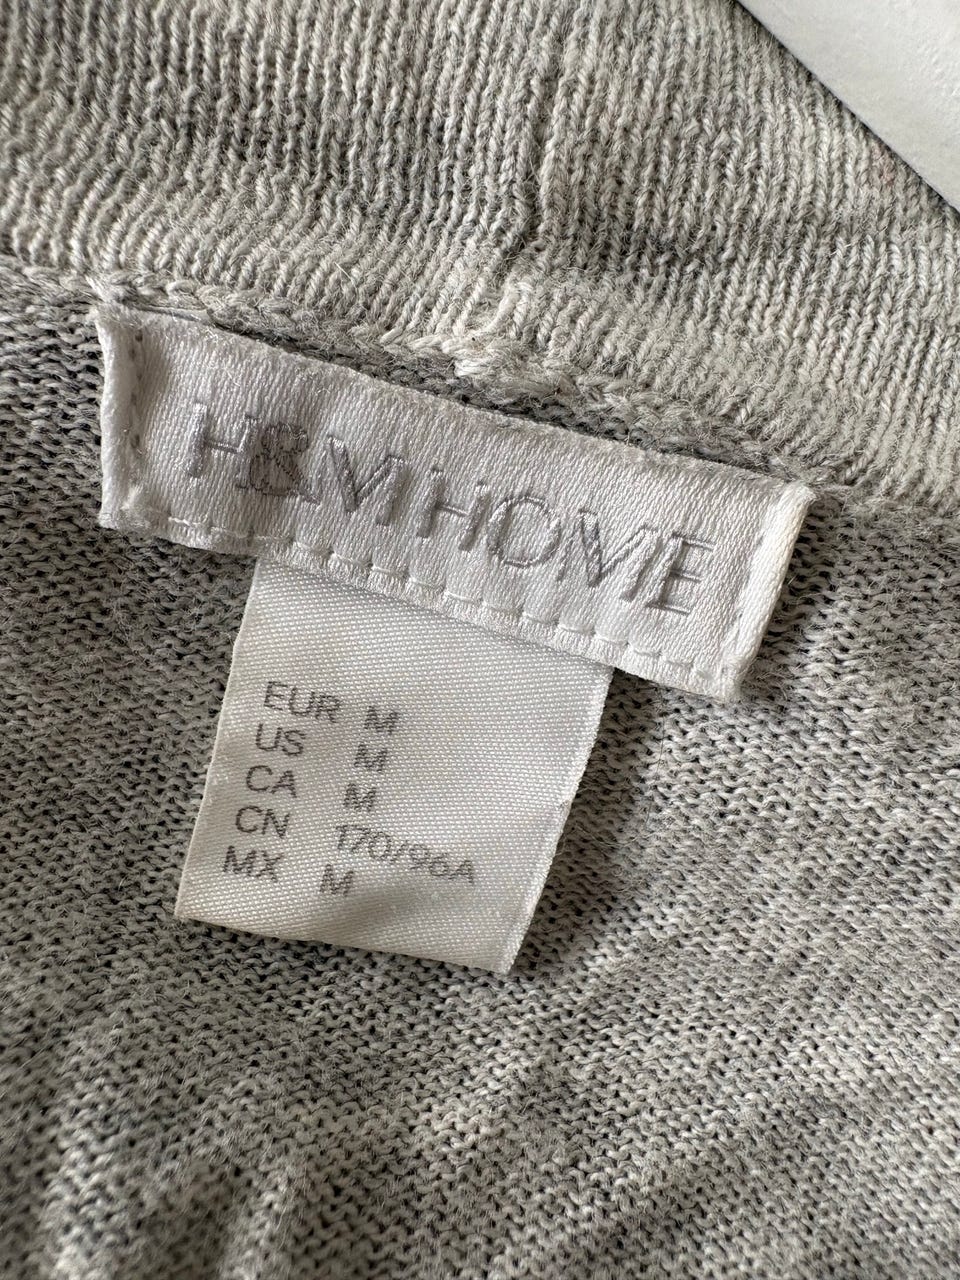 H&M HOME
EUR M
US M
CA M
CN 170/96A
MX M